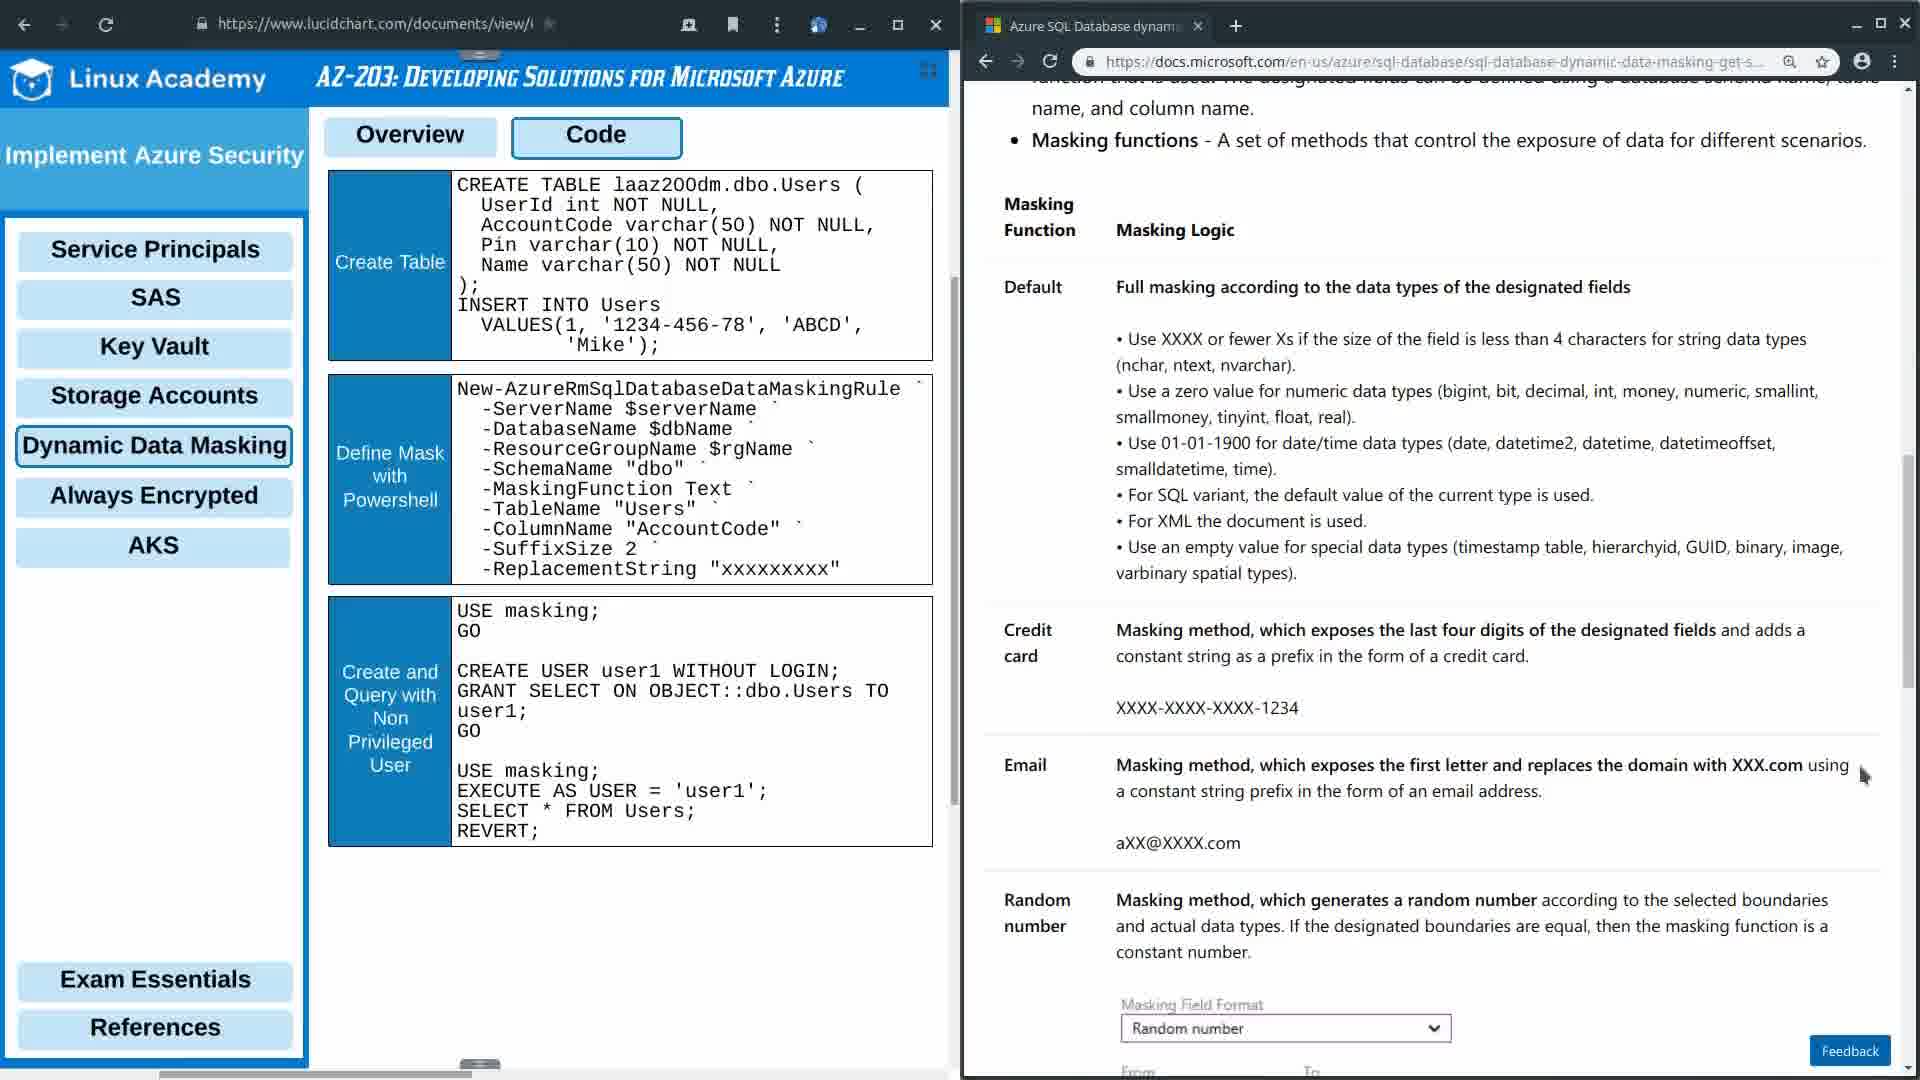 https://www.lucidchart.com/documents/view/
Linux Academy
AZ-203: Developing Solutions for Microsoft Azure
Implement Azure Security
Service Principals
SAS
Key Vault
Storage Accounts
Dynamic Data Masking
Always Encrypted
AKS
Exam Essentials
References
Overview
Code
Create Table
CREATE TABLE laaz200dm.dbo.Users (
UserId int NOT NULL,
AccountCode varchar(50) NOT NULL,
Pin varchar(10) NOT NULL,
Name varchar(50) NOT NULL
);
INSERT INTO Users
VALUES(1, '1234-456-78', 'ABCD',
'Mike');
Define Mask
with
Powershell
New-AzureRmSqlDatabaseDataMaskingRule `
-ServerName $serverName `
-DatabaseName $dbName `
-ResourceGroupName $rgName `
-SchemaName "dbo" `
-MaskingFunction Text `
-TableName "Users" `
-ColumnName "AccountCode" `
-SuffixSize 2 `
-ReplacementString "xxxxxxxxx"
Create and
Query with
Non
Privileged
User
USE masking;
GO
CREATE USER user1 WITHOUT LOGIN;
GRANT SELECT ON OBJECT::dbo.Users TO
user1;
GO
USE masking;
EXECUTE AS USER = 'user1';
SELECT * FROM Users;
REVERT;
Azure SQL Database dynam
https://docs.microsoft.com/en-us/azure/sql-database/sql-database-dynamic-data-masking-get-s...
function that is used. The designated fields can be defined using a database schema name, table
name, and column name.
• Masking functions - A set of methods that control the exposure of data for different scenarios.
Masking
Function
Masking Logic
Default
Full masking according to the data types of the designated fields
• Use XXXX or fewer Xs if the size of the field is less than 4 characters for string data types
(nchar, ntext, nvarchar).
• Use a zero value for numeric data types (bigint, bit, decimal, int, money, numeric, smallint,
smallmoney, tinyint, float, real).
• Use 01-01-1900 for date/time data types (date, datetime2, datetime, datetimeoffset,
smalldatetime, time).
• For SQL variant, the default value of the current type is used.
• For XML the document is used.
• Use an empty value for special data types (timestamp table, hierarchyid, GUID, binary, image,
varbinary spatial types).
Credit
card
Masking method, which exposes the last four digits of the designated fields and adds a
constant string as a prefix in the form of a credit card.
XXXX-XXXX-XXXX-1234
Email
Masking method, which exposes the first letter and replaces the domain with XXX.com using
a constant string prefix in the form of an email address.
aXX@XXXX.com
Random
number
Masking method, which generates a random number according to the selected boundaries
and actual data types. If the designated boundaries are equal, then the masking function is a
constant number.
Masking Field Format
Random number
From
To
Feedback